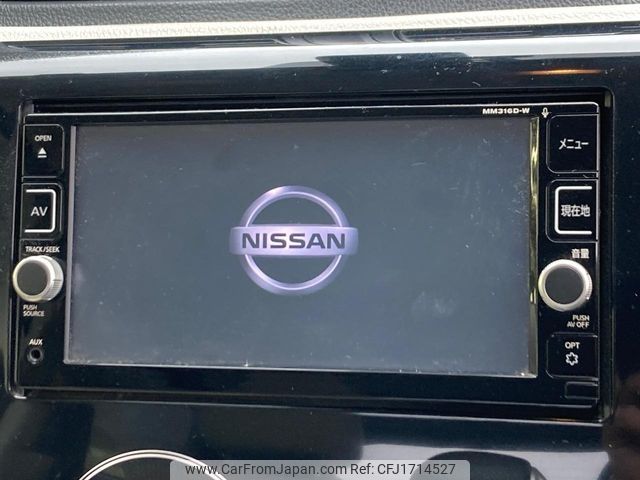 MM316D-W
OPEN
メニュー
AV
現在地
NISSAN
TRACK/SEEK
音量
PUSH
SOURCE
PUSH
AV OFF
AUX
OPT
www.CarFromJapan.com | REF No. CFJ1714527